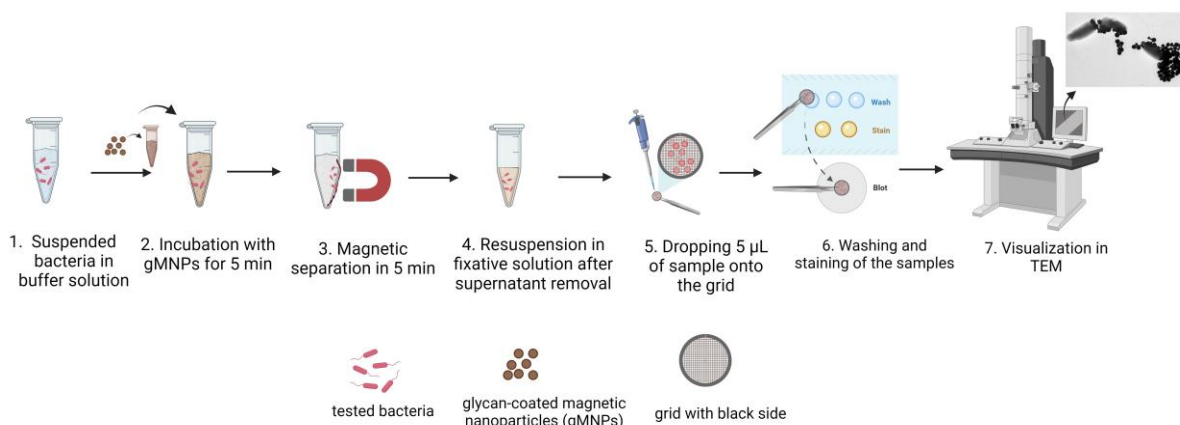 Wash
Stain
Blot
1. Suspended
bacteria in
buffer solution
2. Incubation with
gMNPs for 5 min
3. Magnetic
separation in 5 min
4. Resuspension in
fixative solution after
supernatant removal
5. Dropping 5 µL
of sample onto
the grid
6. Washing and
staining of the samples
7. Visualization in
TEM
tested bacteria
glycan-coated magnetic
nanoparticles (gMNPs)
grid with black side